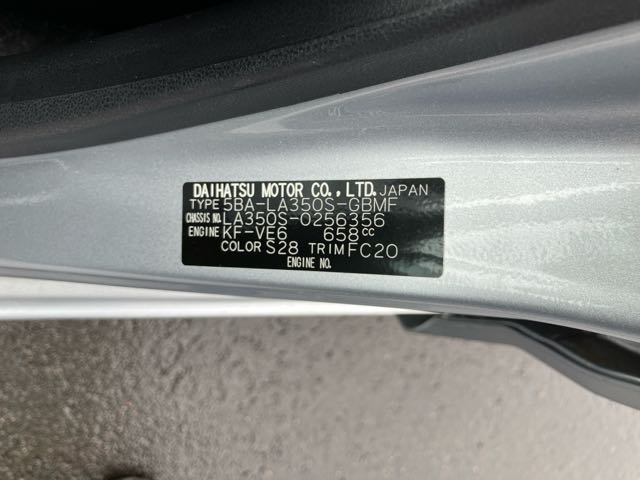 DAIHATSU MOTOR CO., LTD. JAPAN
TYPE 5BA-LA350S-GBMF
CHASSIS NO. LA350S-0256356
ENGINE KF-VE6 658cc
COLOR S28 TRIM FC20
ENGINE NO.